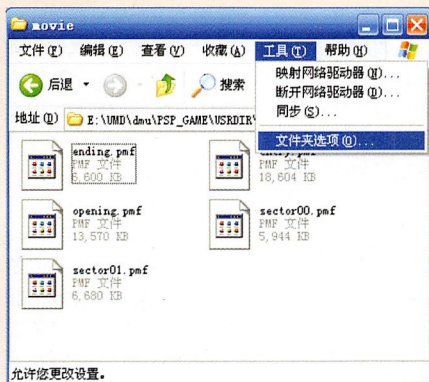 movie
文件(F) 编辑(E) 查看(V) 收藏(A) 工具(T) 帮助(H)
映射网络驱动器(N)...
断开网络驱动器(D)...
同步(S)...
文件夹选项(O)...
后退 搜索
地址(D) E:\UMD\dmu\PSP_GAME\USRDIR\
ending.pmf
PMF 文件
6,600 KB
.pmf
PMF 文件
18,604 KB
opening.pmf
PMF 文件
13,570 KB
sector00.pmf
PMF 文件
5,944 KB
sector01.pmf
PMF 文件
6,680 KB
允许您更改设置。